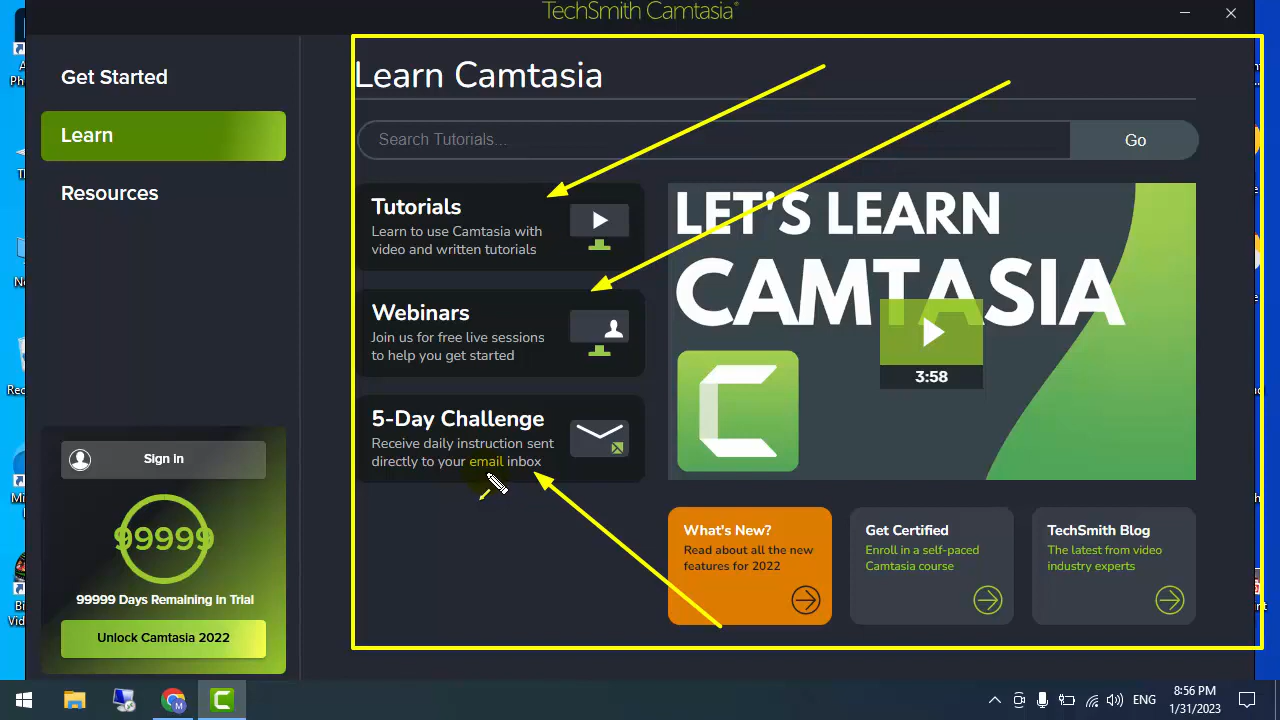 TechSmith Camtasia®
Get Started
Learn
Resources
Learn Camtasia
Search Tutorials...
Go
Tutorials
Learn to use Camtasia with
video and written tutorials
Webinars
Join us for free live sessions
to help you get started
5-Day Challenge
Receive daily instruction sent
directly to your email inbox
LET'S LEARN
CAMTASIA
3:58
Sign In
99999
99999 Days Remaining in Trial
Unlock Camtasia 2022
What's New?
Read about all the new
features for 2022
Get Certified
Enroll in a self-paced
Camtasia course
TechSmith Blog
The latest from video
industry experts
ENG
8:56 PM
1/31/2023